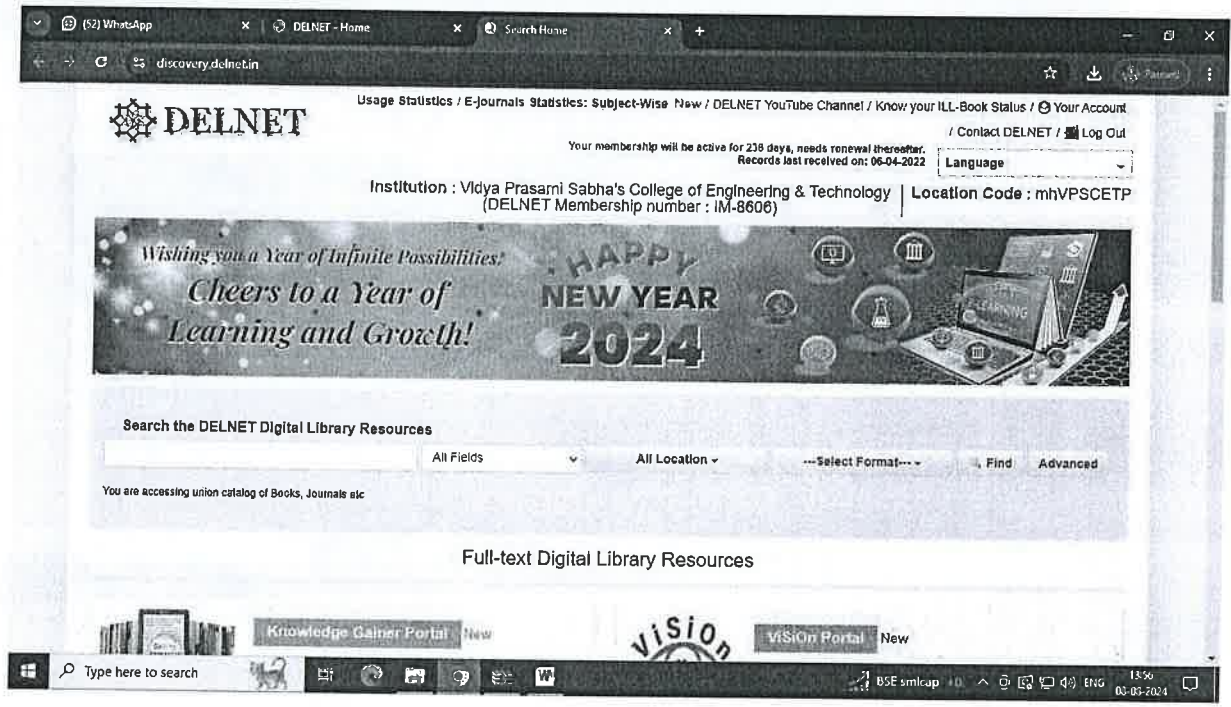 (52) WhatsApp
DELNET - Home
Search Home
discovery.delnet.in
DELNET
Usage Statistics / E-journals Statistics: Subject-Wise New / DELNET YouTube Channel / Know your ILL-Book Status / Your Account
/ Contact DELNET / Log Out
Your membership will be active for 238 days, needs renewal thereafter.
Records last received on: 06-04-2022
Language
Institution : Vidya Prasarni Sabha's College of Engineering & Technology
(DELNET Membership number : IM-8606)
Location Code : mhVPSCETP
Wishing you a Year of Infinite Possibilities!
Cheers to a Year of
Learning and Growth!
HAPPY
NEW YEAR
2024
LEARNING
Search the DELNET Digital Library Resources
All Fields
All Location
---Select Format---
Find
Advanced
You are accessing union catalog of Books, Journals etc
Full-text Digital Library Resources
Knowledge Gainer Portal New
ViSiOn
ViSiOn Portal New
Type here to search
BSE smlcap
ENG
13:56